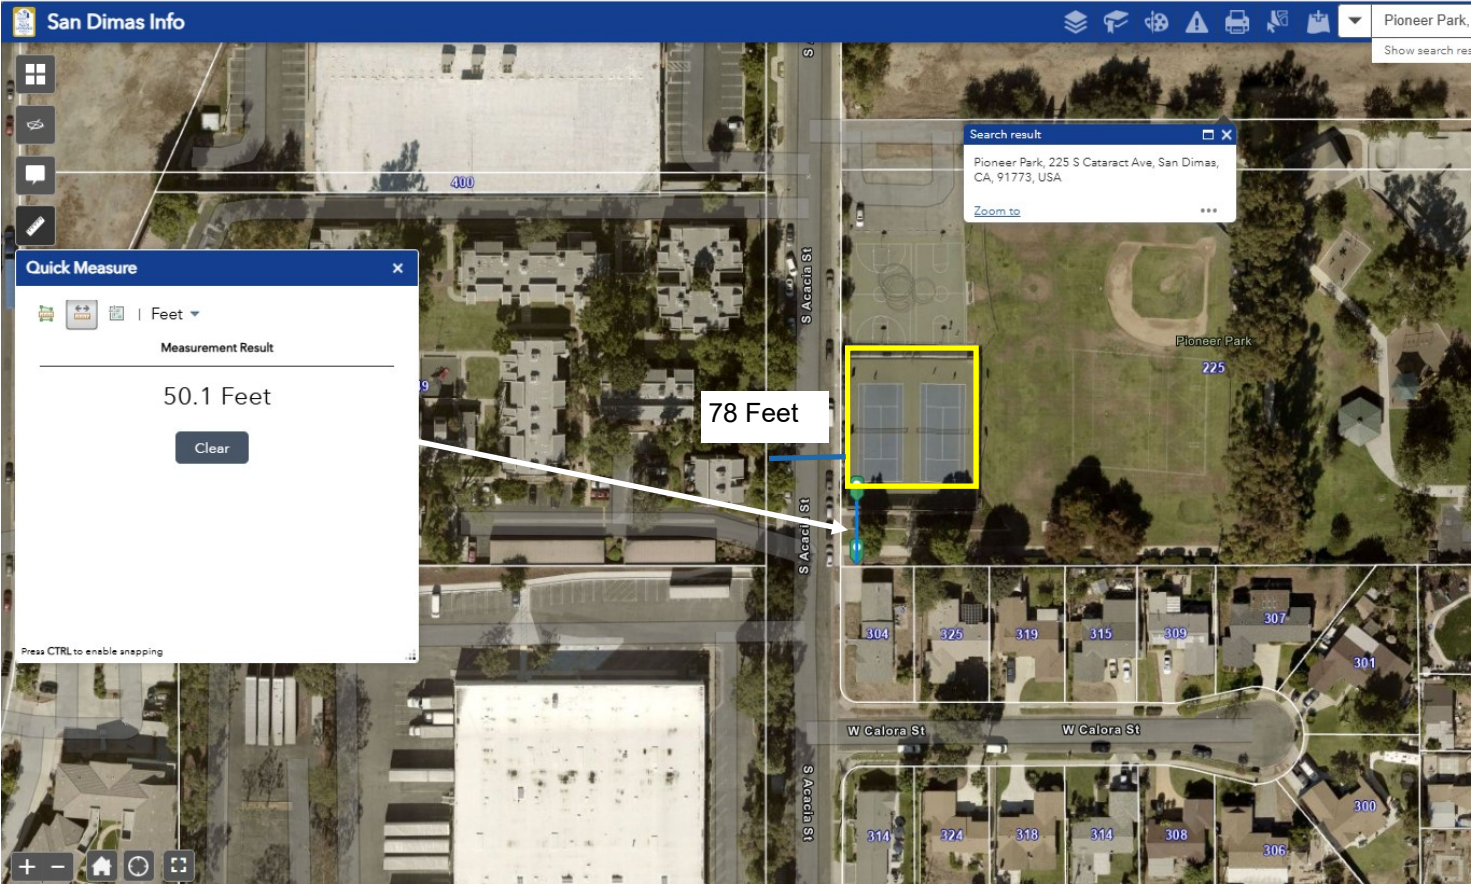 San Dimas Info
Pioneer Park,
Show search res
Search result
Pioneer Park, 225 S Cataract Ave, San Dimas,
CA, 91773, USA
Zoom to
400
S Acacia St
Quick Measure
Feet
Measurement Result
50.1 Feet
Clear
Press CTRL to enable snapping
78 Feet
Pioneer Park
225
S Acacia St
304
325
319
315
309
307
301
W Calora St
W Calora St
S Acacia St
314
324
318
314
308
306
300